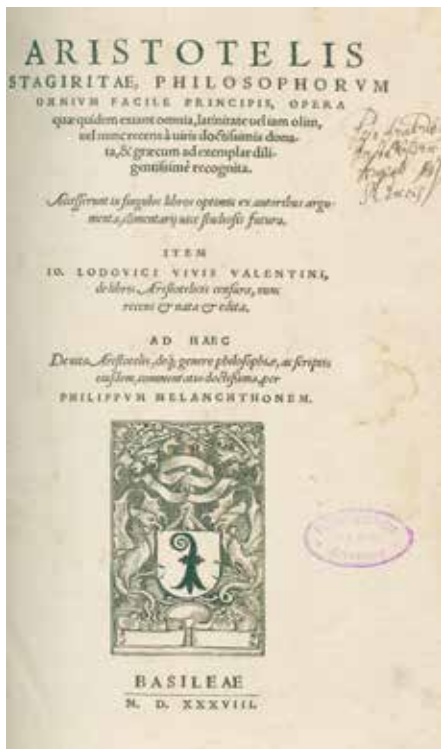 ARISTOTELIS
STAGIRITAE, PHILOSOPHORVM
OMNIVM FACILE PRINCIPIS, OPERA
quæ quidem extant omnia, latinitate uel iam olim,
uel nunc recens à uiris doctissimis dona-
ta, & græcum ad exemplar dili-
gentissimè recognita.
Accesserunt in singulos libros optimis ex autoribus argu-
menta, commentarij uice studiosis futura.
ITEM
IO. LODOVICI VIVIS VALENTINI,
de libris Aristotelicis censura, nunc
recens & nata & edita.
AD HAEC
De uita Aristotelis, deq; genere philosophiæ, ac scriptis
eiusdem, commentatio doctissima, per
PHILIPPVM MELANCHTHONEM.
BASILEAE
M. D. XXXVIII.